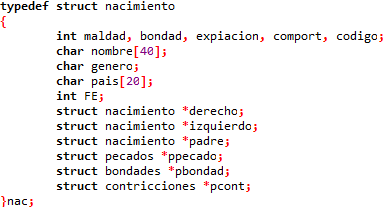 typedef struct nacimiento
{
int maldad, bondad, expiacion, comport, codigo;
char nombre[40];
char genero;
char pais[20];
int FE;
struct nacimiento *derecho;
struct nacimiento *izquierdo;
struct nacimiento *padre;
struct pecados *ppecado;
struct bondades *pbondad;
struct contricciones *pcont;
}nac;